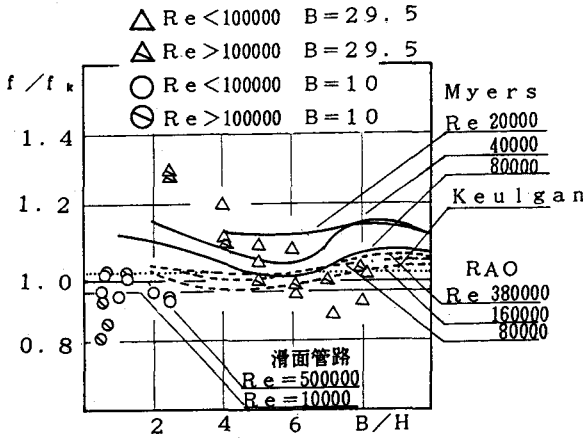 △ Re<100000 B=29.5
◬ Re>100000 B=29.5
○ Re<100000 B=10
⊘ Re>100000 B=10
f/fk
Myers
Re 20000
40000
80000
Keulgan
1.4
1.2
1.0
0.8
RAO
Re 380000
160000
80000
滑面管路
Re=500000
Re=10000
2 4 6 B/H